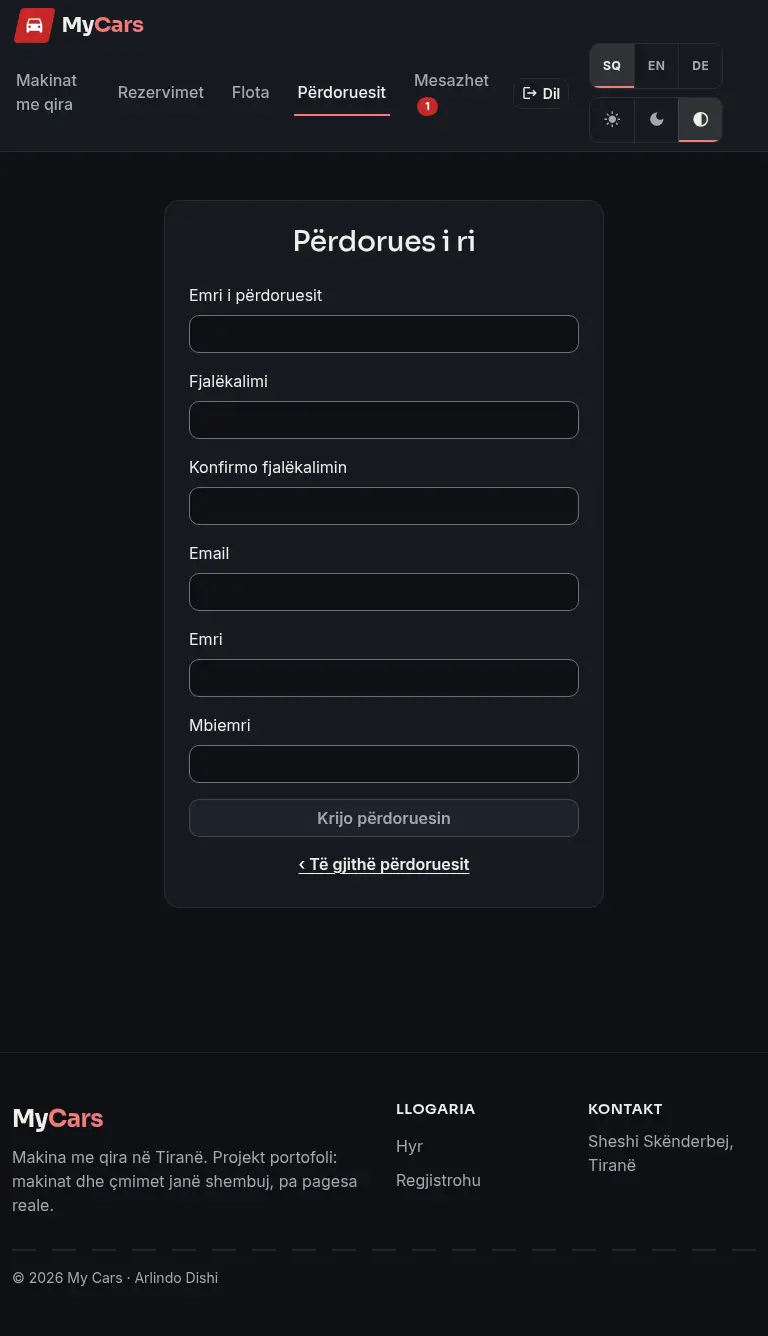 MyCars
Makinat
me qira
Rezervimet
Flota
Përdoruesit
Mesazhet
1
Dil
SQ
EN
DE
Përdorues i ri
Emri i përdoruesit
Fjalëkalimi
Konfirmo fjalëkalimin
Email
Emri
Mbiemri
Krijo përdoruesin
‹ Të gjithë përdoruesit
MyCars
Makina me qira në Tiranë. Projekt portofoli:
makinat dhe çmimet janë shembuj, pa pagesa
reale.
LLOGARIA
Hyr
Regjistrohu
KONTAKT
Sheshi Skënderbej,
Tiranë
© 2026 My Cars · Arlindo Dishi